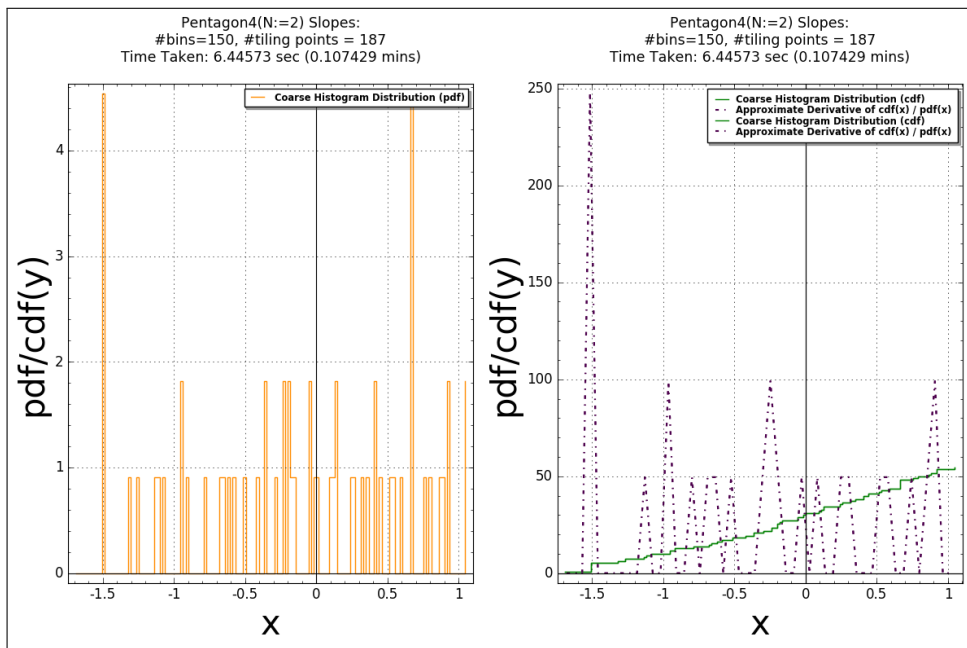 Pentagon4(N:=2) Slopes:
#bins=150, #tiling points = 187
Time Taken: 6.44573 sec (0.107429 mins)
Coarse Histogram Distribution (pdf)
4
3
2
1
0
pdf/cdf(y)
-1.5
-1
-0.5
0
0.5
1
x
Pentagon4(N:=2) Slopes:
#bins=150, #tiling points = 187
Time Taken: 6.44573 sec (0.107429 mins)
Coarse Histogram Distribution (cdf)
Approximate Derivative of cdf(x) / pdf(x)
Coarse Histogram Distribution (cdf)
Approximate Derivative of cdf(x) / pdf(x)
250
200
150
100
50
0
pdf/cdf(y)
-1.5
-1
-0.5
0
0.5
1
x